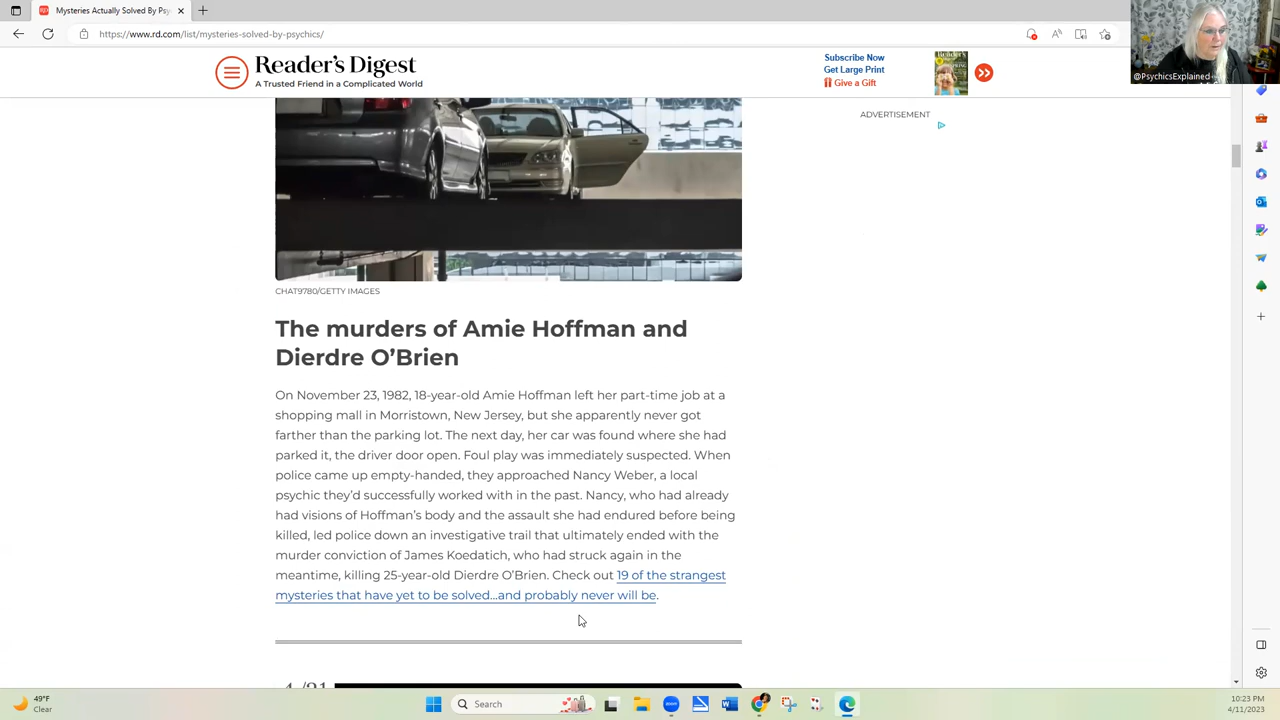 Mysteries Actually Solved By Psy
https://www.rd.com/list/mysteries-solved-by-psychics/
@PsychicsExplained
Reader's Digest
A Trusted Friend in a Complicated World
Subscribe Now
Get Large Print
Give a Gift
ADVERTISEMENT
CHAT9780/GETTY IMAGES
The murders of Amie Hoffman and
Dierdre O'Brien
On November 23, 1982, 18-year-old Amie Hoffman left her part-time job at a
shopping mall in Morristown, New Jersey, but she apparently never got
farther than the parking lot. The next day, her car was found where she had
parked it, the driver door open. Foul play was immediately suspected. When
police came up empty-handed, they approached Nancy Weber, a local
psychic they'd successfully worked with in the past. Nancy, who had already
had visions of Hoffman's body and the assault she had endured before being
killed, led police down an investigative trail that ultimately ended with the
murder conviction of James Koedatich, who had struck again in the
meantime, killing 25-year-old Dierdre O'Brien. Check out 19 of the strangest
mysteries that have yet to be solved...and probably never will be.
49°F
Clear
Search
10:23 PM
4/11/2023